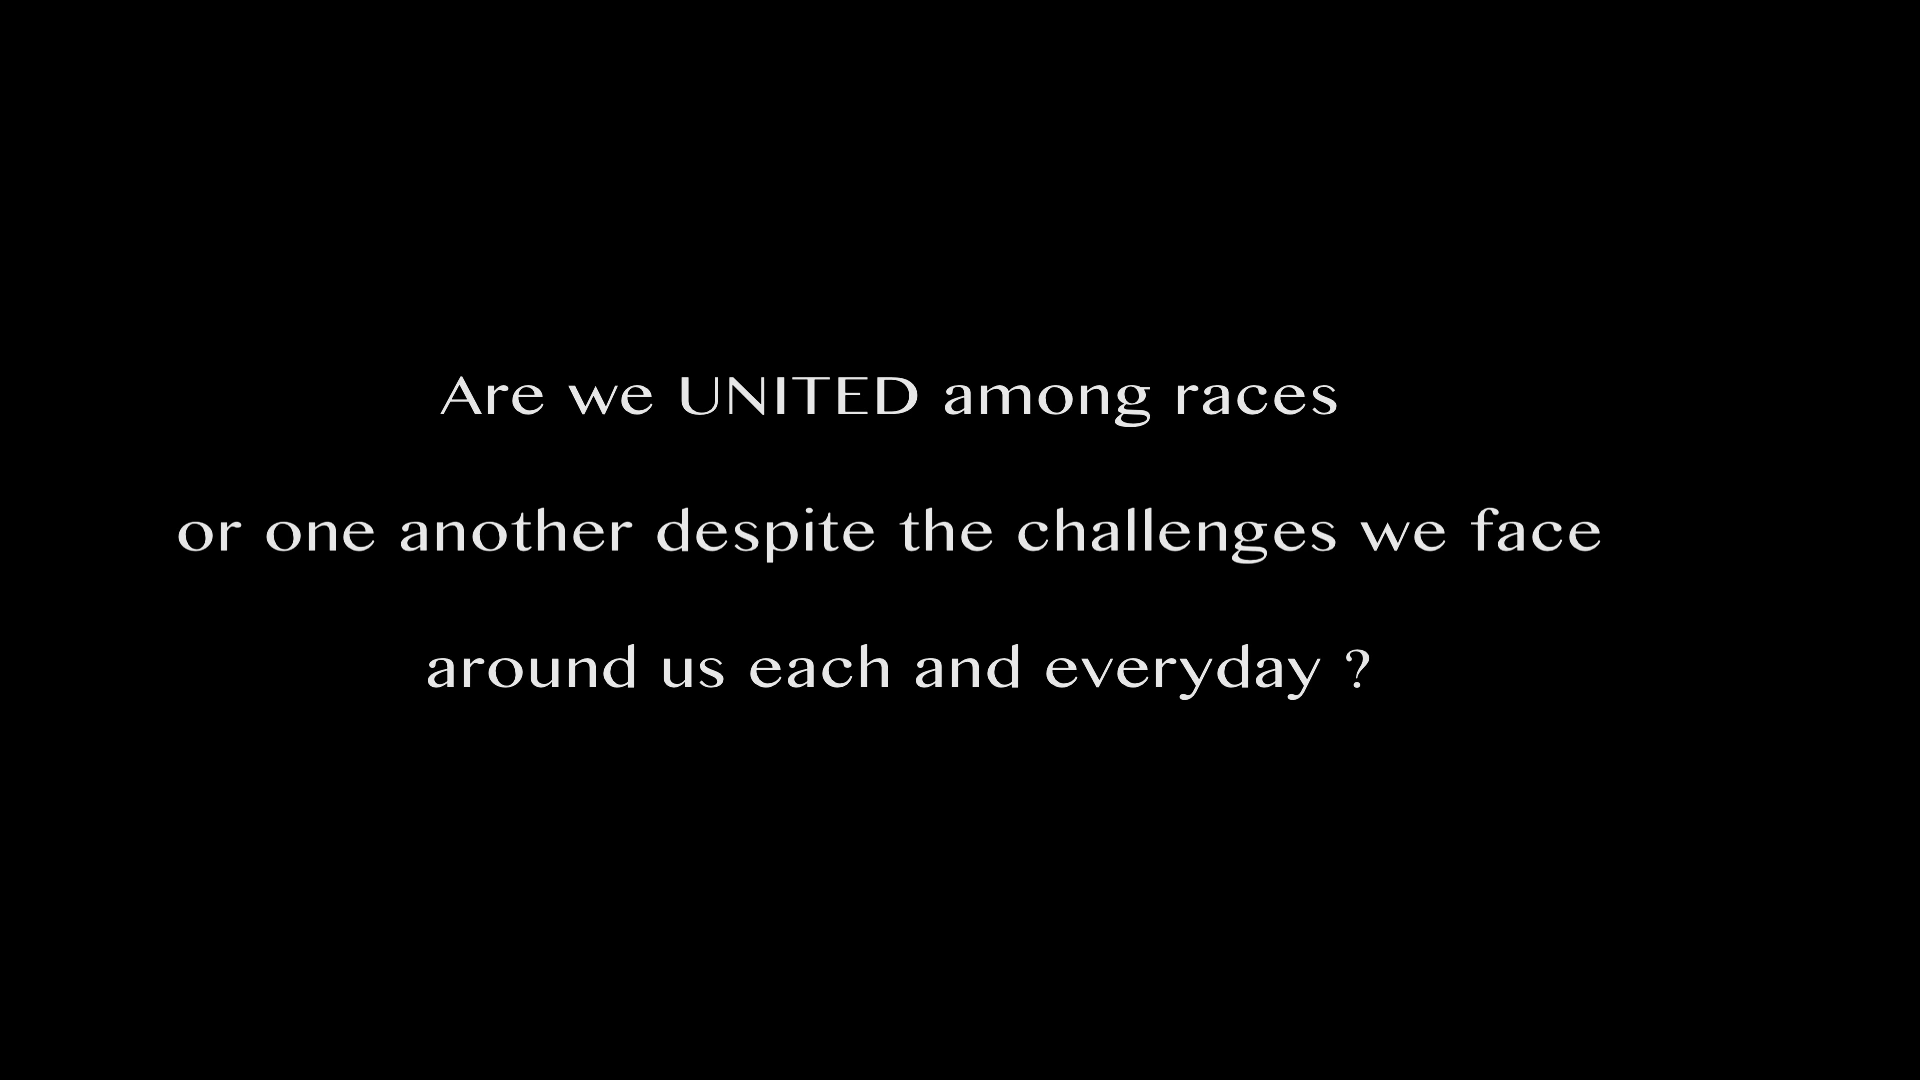 Are we UNITED among races
or one another despite the challenges we face
around us each and everyday ?